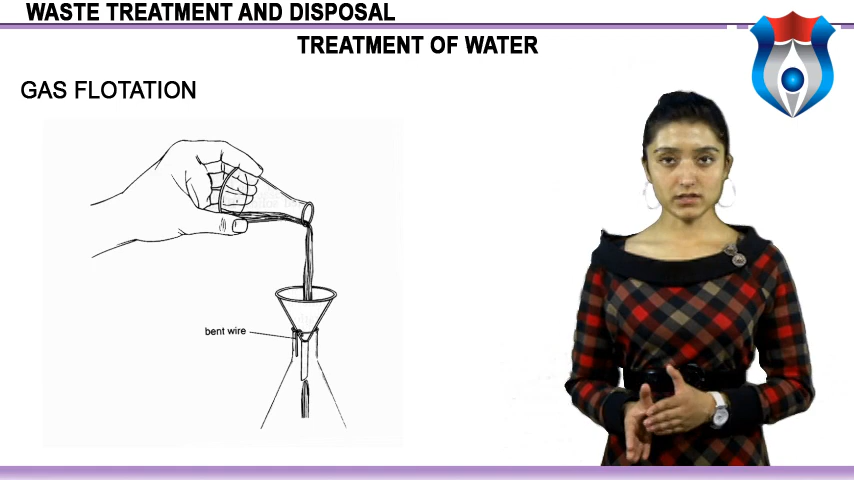 WASTE TREATMENT AND DISPOSAL
TREATMENT OF WATER
GAS FLOTATION
bent wire